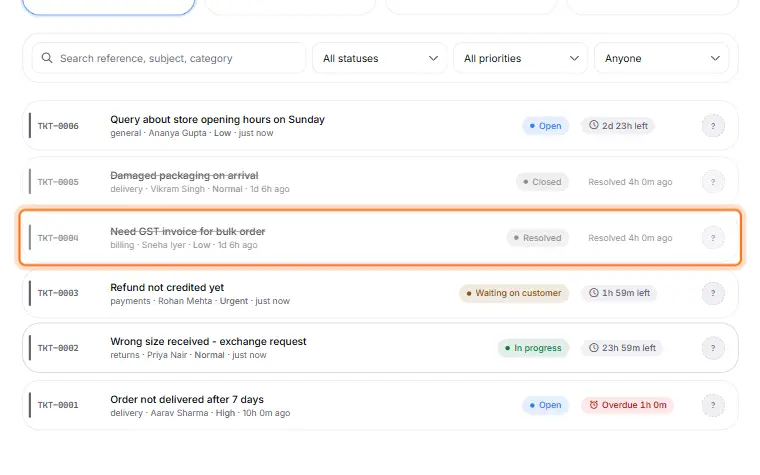 Search reference, subject, category
All statuses
All priorities
Anyone
TKT-0006
Query about store opening hours on Sunday
general · Ananya Gupta · Low · just now
Open
2d 23h left
?
TKT-0005
Damaged packaging on arrival
delivery · Vikram Singh · Normal · 1d 6h ago
Closed
Resolved 4h 0m ago
?
TKT-0004
Need GST invoice for bulk order
billing · Sneha Iyer · Low · 1d 6h ago
Resolved
Resolved 4h 0m ago
?
TKT-0003
Refund not credited yet
payments · Rohan Mehta · Urgent · just now
Waiting on customer
1h 59m left
?
TKT-0002
Wrong size received - exchange request
returns · Priya Nair · Normal · just now
In progress
23h 59m left
?
TKT-0001
Order not delivered after 7 days
delivery · Aarav Sharma · High · 10h 0m ago
Open
Overdue 1h 0m
?